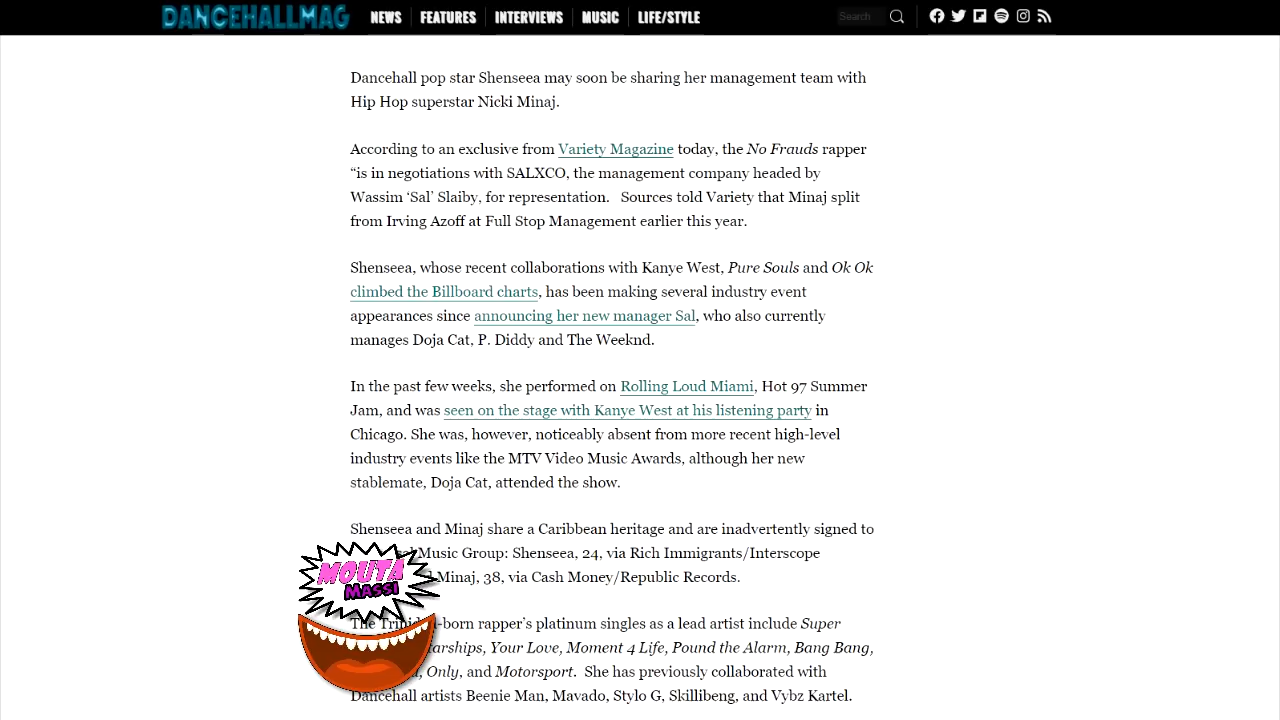 DANCEHALLMAG NEWS FEATURES INTERVIEWS MUSIC LIFE/STYLE Search
Dancehall pop star Shenseea may soon be sharing her management team with
Hip Hop superstar Nicki Minaj.
According to an exclusive from Variety Magazine today, the No Frauds rapper
“is in negotiations with SALXCO, the management company headed by
Wassim ‘Sal’ Slaiby, for representation.   Sources told Variety that Minaj split
from Irving Azoff at Full Stop Management earlier this year.
Shenseea, whose recent collaborations with Kanye West, Pure Souls and Ok Ok
climbed the Billboard charts, has been making several industry event
appearances since announcing her new manager Sal, who also currently
manages Doja Cat, P. Diddy and The Weeknd.
In the past few weeks, she performed on Rolling Loud Miami, Hot 97 Summer
Jam, and was seen on the stage with Kanye West at his listening party in
Chicago. She was, however, noticeably absent from more recent high-level
industry events like the MTV Video Music Awards, although her new
stablemate, Doja Cat, attended the show.
Shenseea and Minaj share a Caribbean heritage and are inadvertently signed to
Music Group: Shenseea, 24, via Rich Immigrants/Interscope
Minaj, 38, via Cash Money/Republic Records.
MOUTA
MASSI
The Trinidad-born rapper’s platinum singles as a lead artist include Super
Your Love, Moment 4 Life, Pound the Alarm, Bang Bang,
Only, and Motorsport.  She has previously collaborated with
Dancehall artists Beenie Man, Mavado, Stylo G, Skillibeng, and Vybz Kartel.